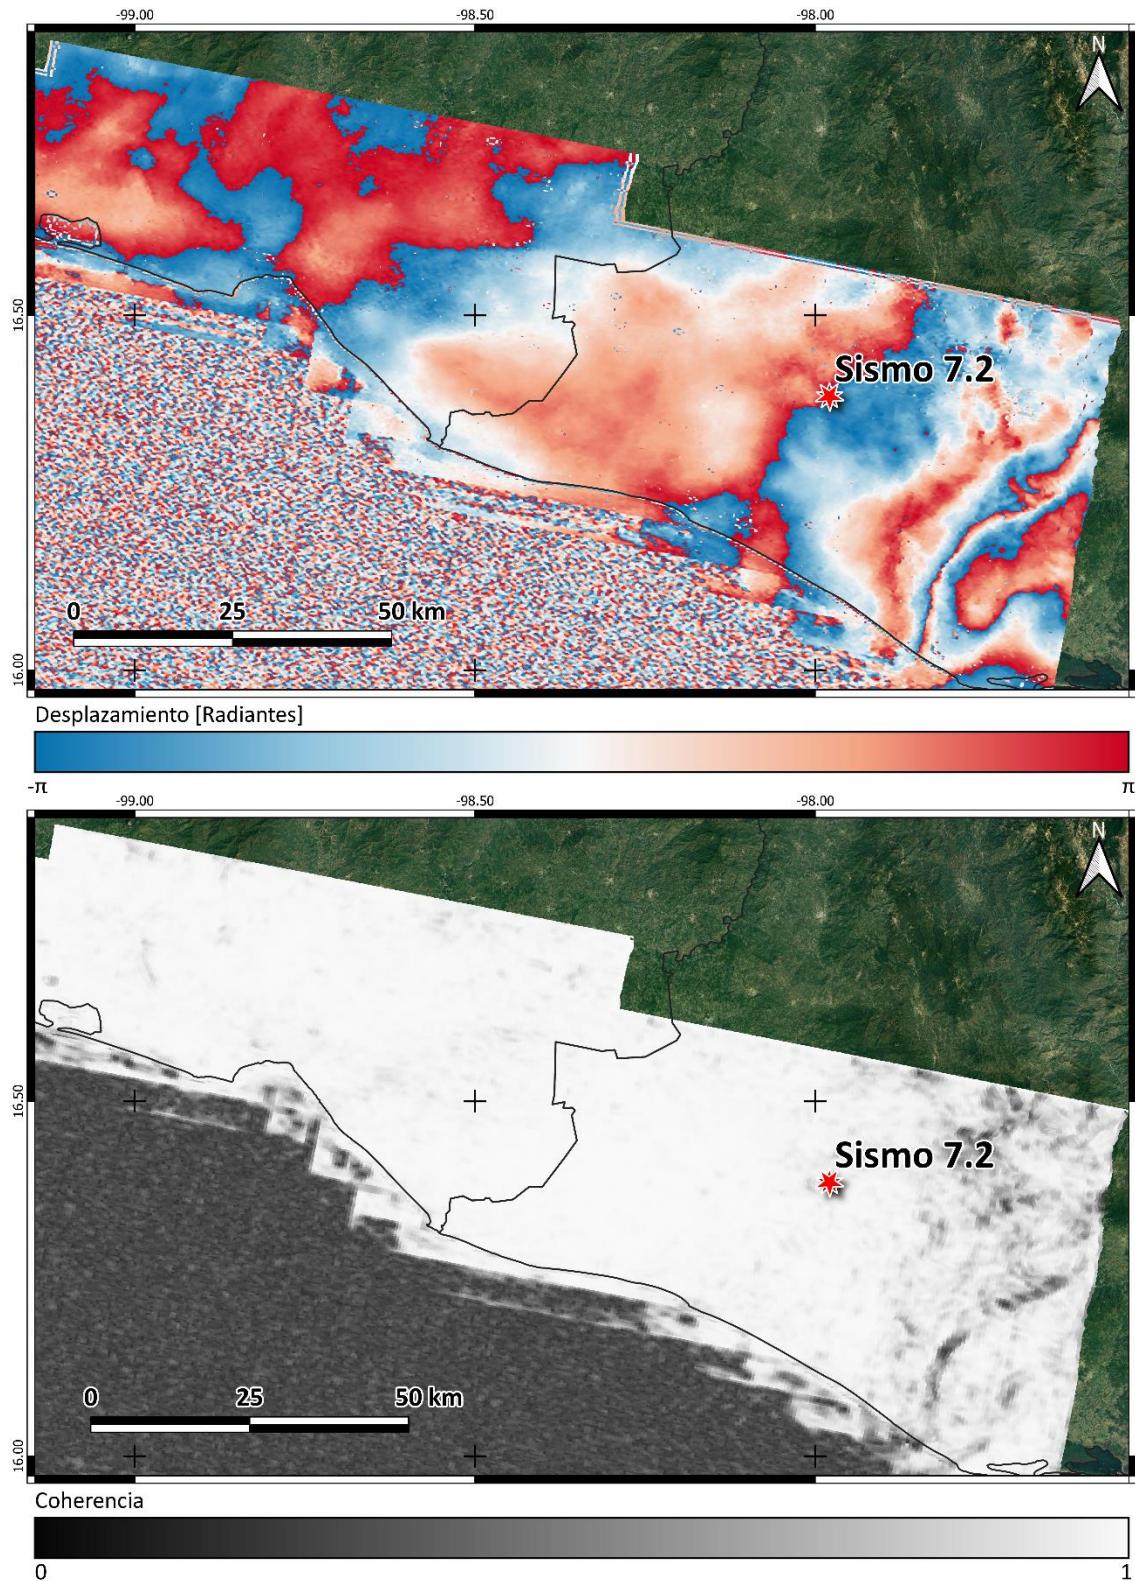 -99.00 -98.50 -98.00
N
16.50
Sismo 7.2
0 25 50 km
16.00
Desplazamiento [Radiantes]
-π π
-99.00 -98.50 -98.00
N
16.50
Sismo 7.2
0 25 50 km
16.00
Coherencia
0 1